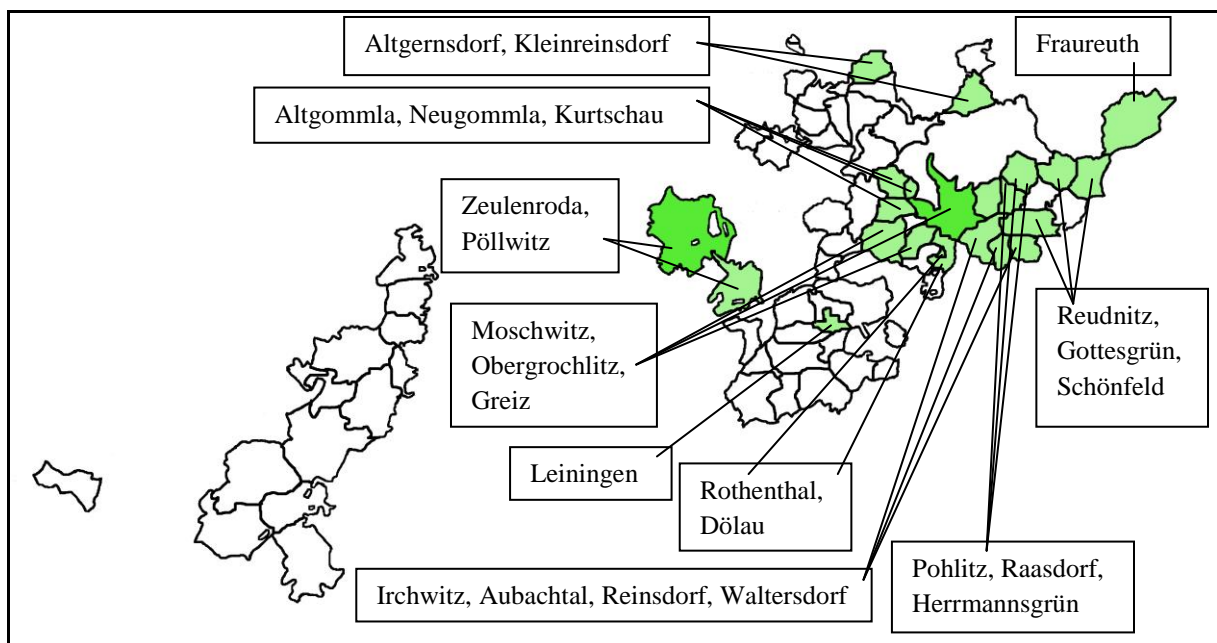 Altgernsdorf, Kleinreinsdorf
Fraureuth
Altgommla, Neugommla, Kurtschau
Zeulenroda,
Pöllwitz
Moschwitz,
Obergrochlitz,
Greiz
Reudnitz,
Gottesgrün,
Schönfeld
Leiningen
Rothenthal,
Dölau
Irchwitz, Aubachtal, Reinsdorf, Waltersdorf
Pohlitz, Raasdorf,
Herrmannsgrün